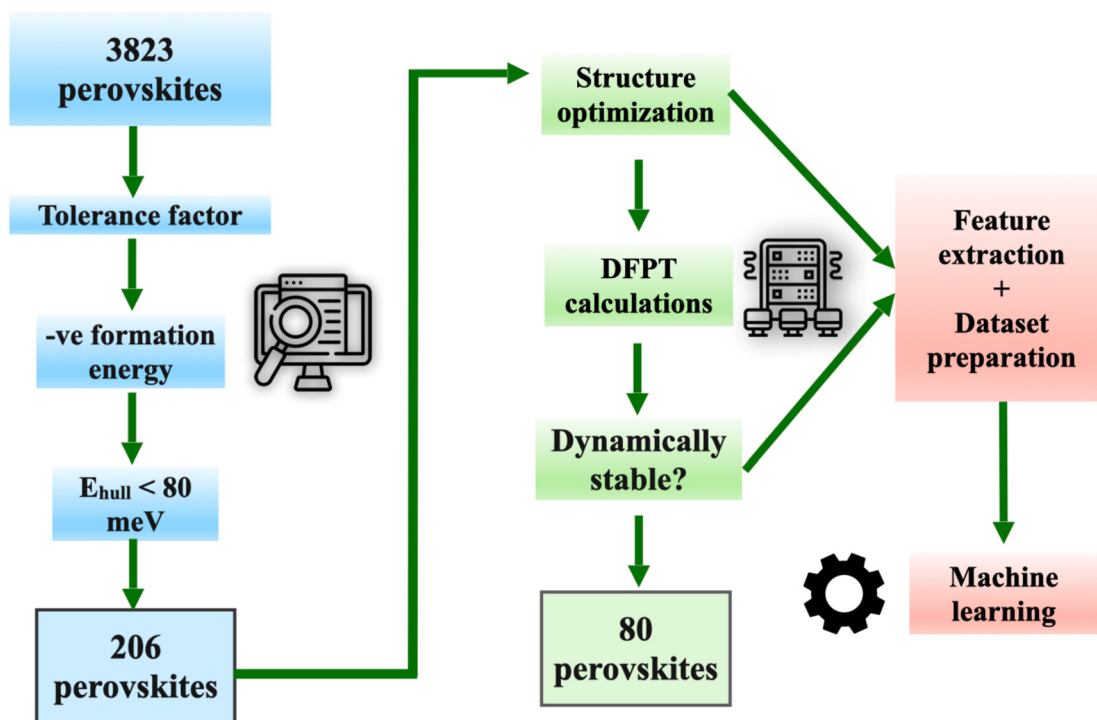 3823
perovskites
Tolerance factor
-ve formation
energy
E_hull < 80
meV
206
perovskites
Structure
optimization
DFPT
calculations
Dynamically
stable?
80
perovskites
Feature
extraction
+
Dataset
preparation
Machine
learning